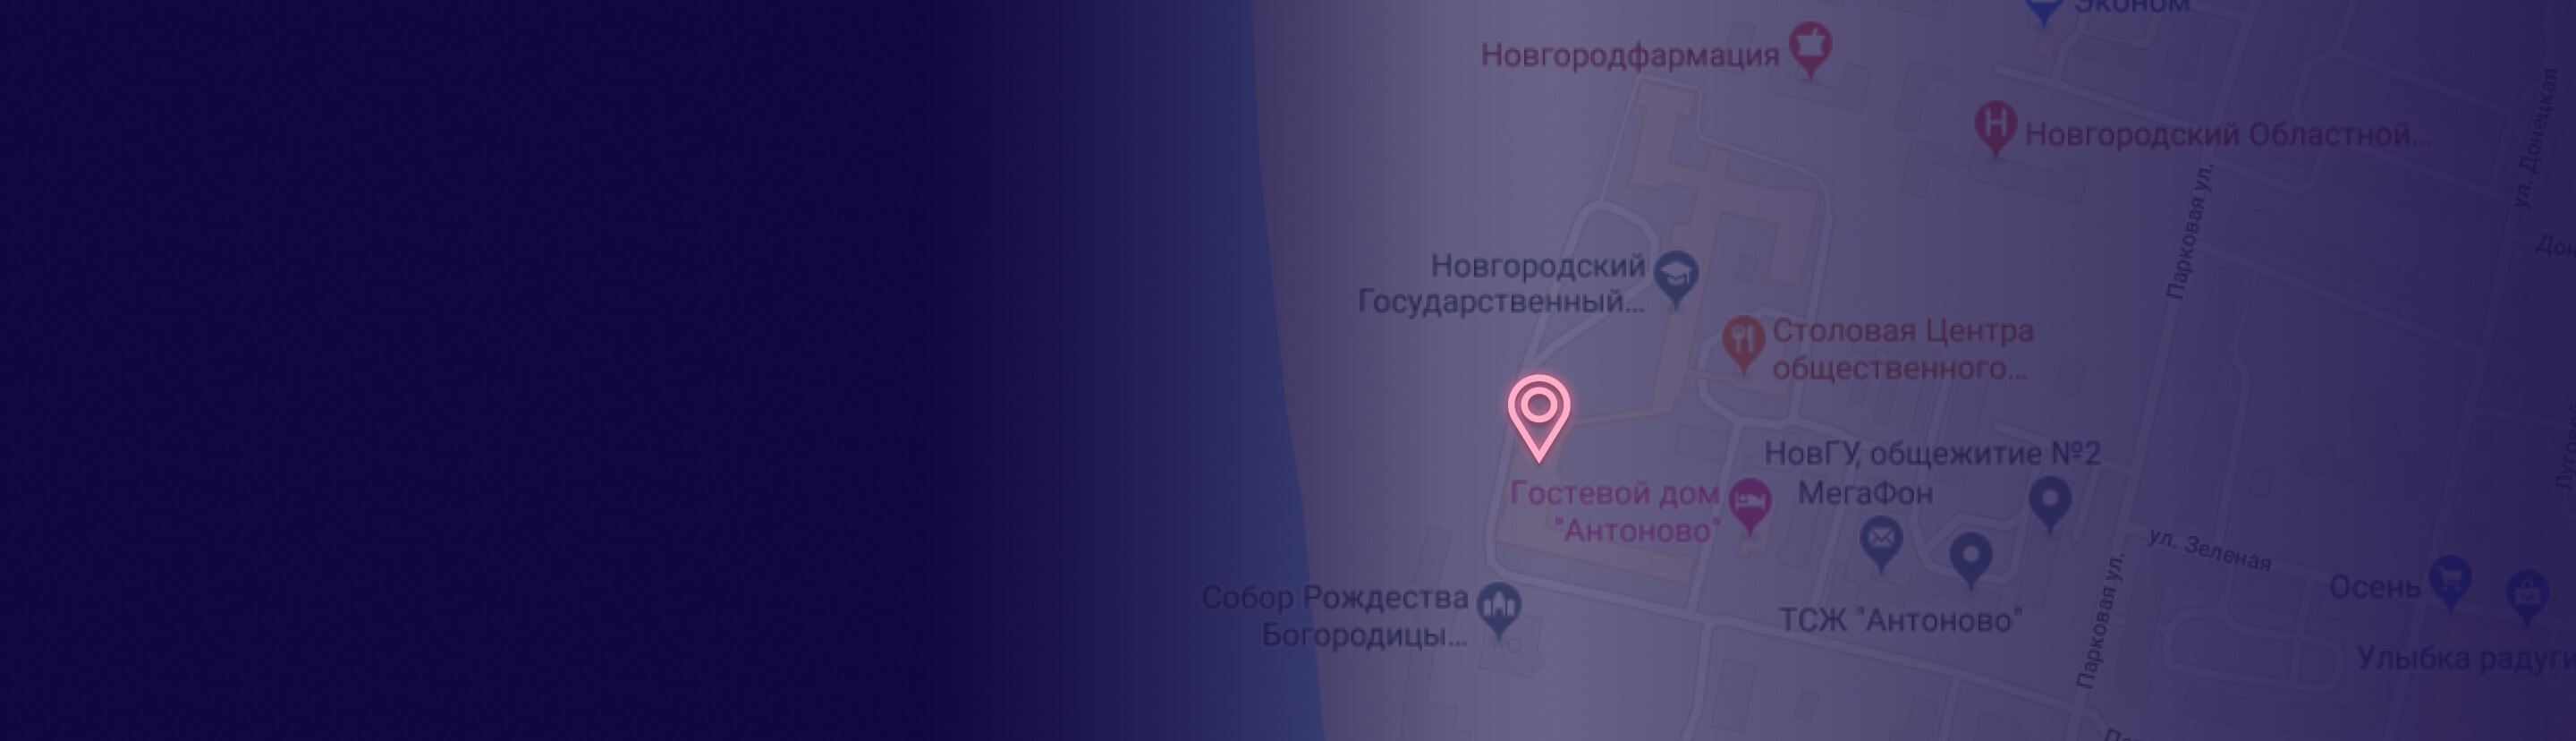 Эконом
Новгородфармация
Новгородский Областной...
ул. Донецкая
Парковая ул.
Новгородский
Государственный...
Столовая Центра
общественного...
НовГУ, общежитие №2
МегаФон
Гостевой дом
"Антоново"
ул. Зеленая
Осень
Собор Рождества
Богородицы...
ТСЖ "Антоново"
Парковая ул.
Улыбка радуги